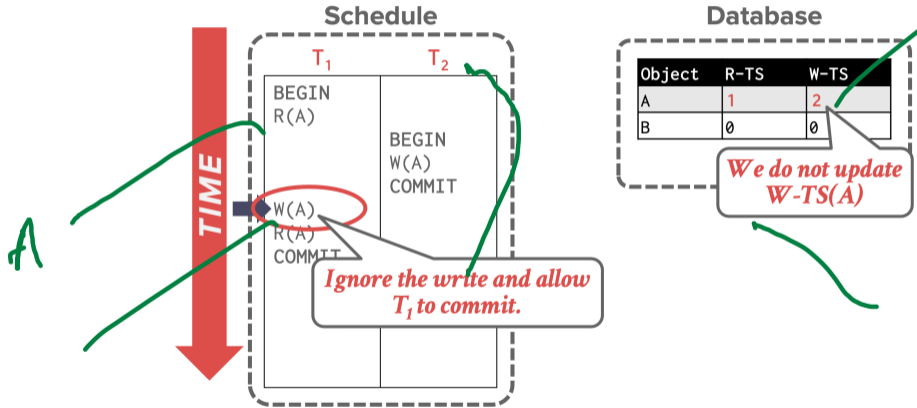 Schedule
T₁ T₂
BEGIN
R(A)
BEGIN
W(A)
COMMIT
W(A)
R(A)
COMMIT
Ignore the write and allow
T₁ to commit.
TIME
A
Database
Object R-TS W-TS
A 1 2
B 0 0
We do not update
W-TS(A)